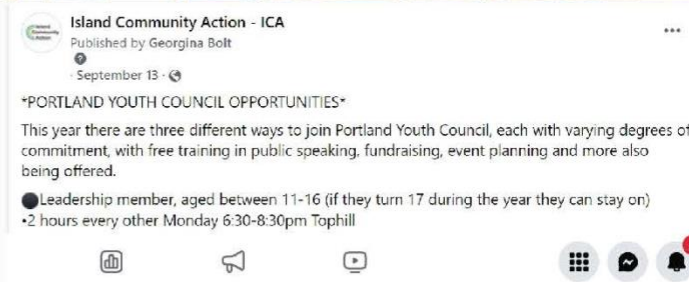 Island Community Action - ICA
Published by Georgina Bolt
· September 13 ·
*PORTLAND YOUTH COUNCIL OPPORTUNITIES*
This year there are three different ways to join Portland Youth Council, each with varying degrees of
commitment, with free training in public speaking, fundraising, event planning and more also
being offered.
⚫Leadership member, aged between 11-16 (if they turn 17 during the year they can stay on)
•2 hours every other Monday 6:30-8:30pm Tophill